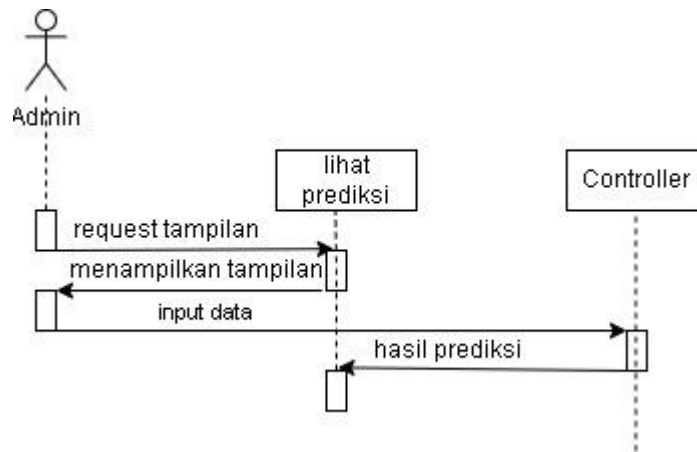 Admin
lihat
prediksi
Controller
request tampilan
menampilkan tampilan
input data
hasil prediksi